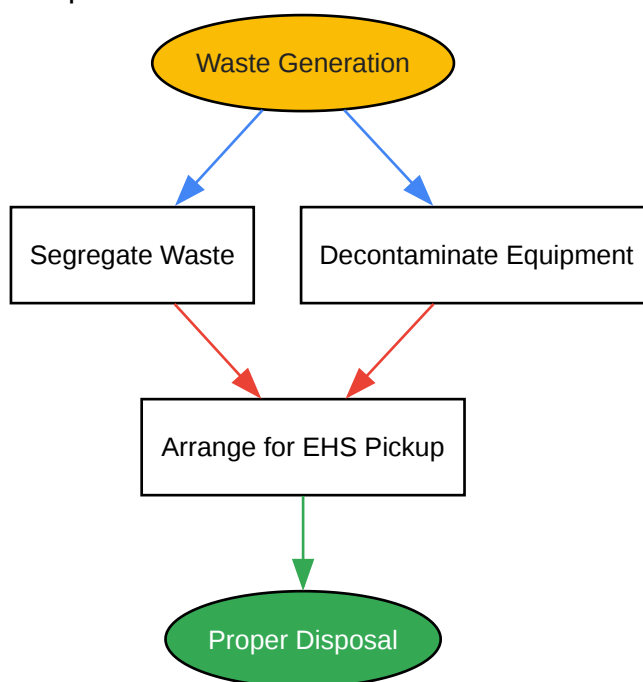 Waste Generation
Segregate Waste
Decontaminate Equipment
Arrange for EHS Pickup
Proper Disposal